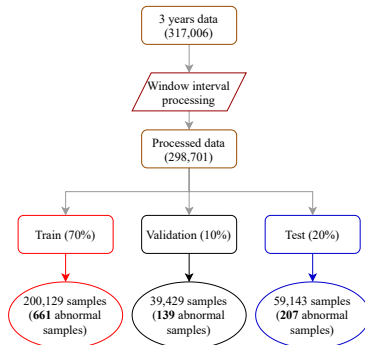 3 years data
(317,006)
Window interval
processing
Processed data
(298,701)
Train (70%)
Validation (10%)
Test (20%)
200,129 samples
(661 abnormal
samples)
39,429 samples
(139 abnormal
samples)
59,143 samples
(207 abnormal
samples)